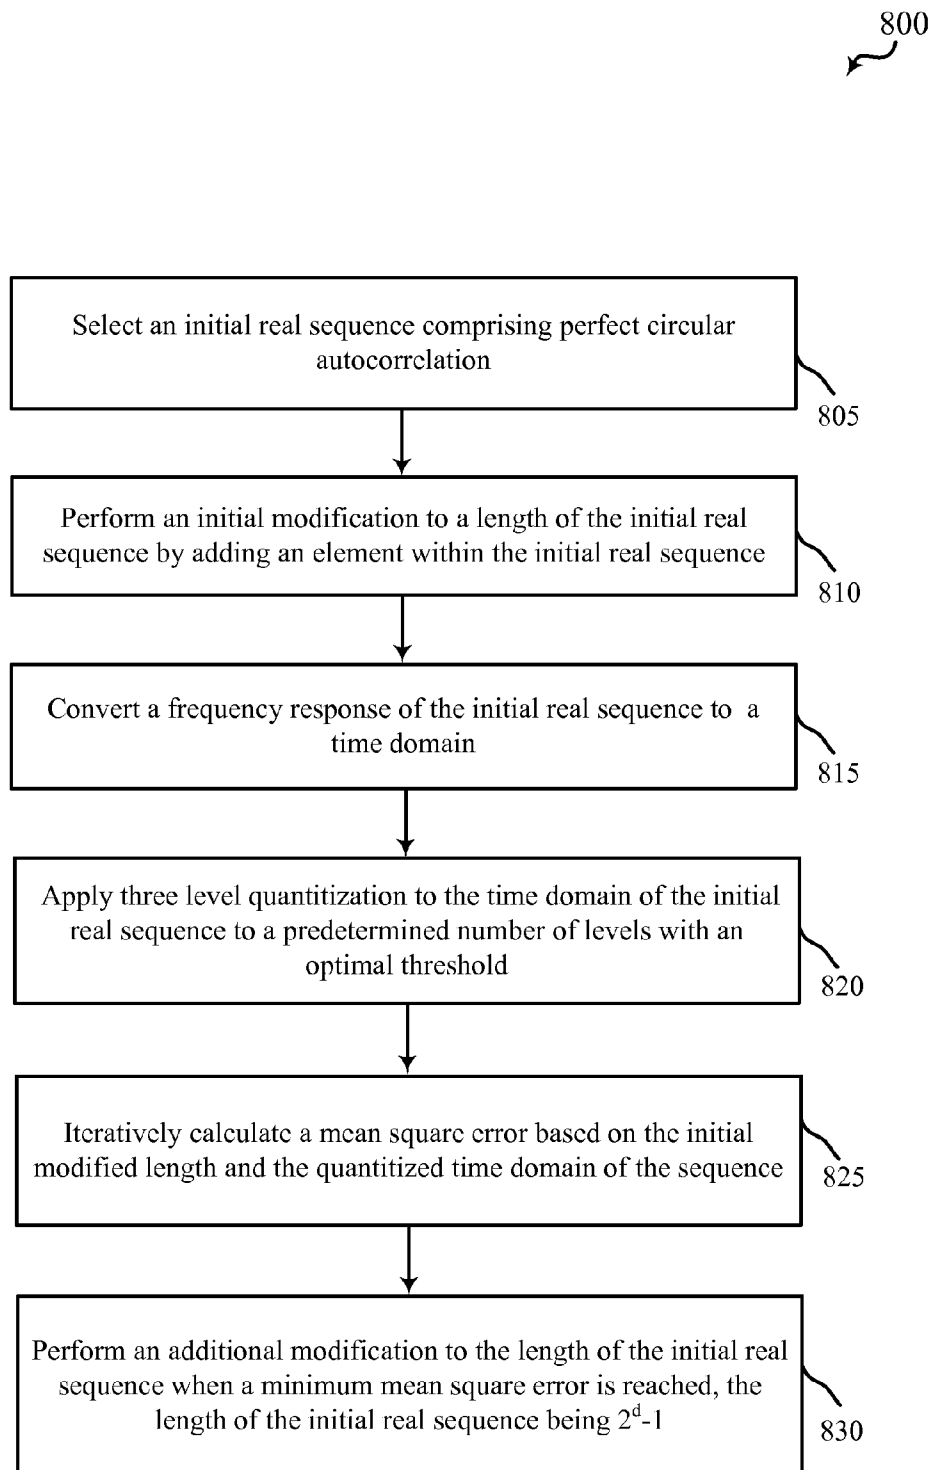 800
Select an initial real sequence comprising perfect circular
autocorrelation
805
Perform an initial modification to a length of the initial real
sequence by adding an element within the initial real sequence
810
Convert a frequency response of the initial real sequence to a
time domain
815
Apply three level quantitization to the time domain of the initial
real sequence to a predetermined number of levels with an
optimal threshold
820
Iteratively calculate a mean square error based on the initial
modified length and the quantitized time domain of the sequence
825
Perform an additional modification to the length of the initial real
sequence when a minimum mean square error is reached, the
length of the initial real sequence being 2^d-1
830